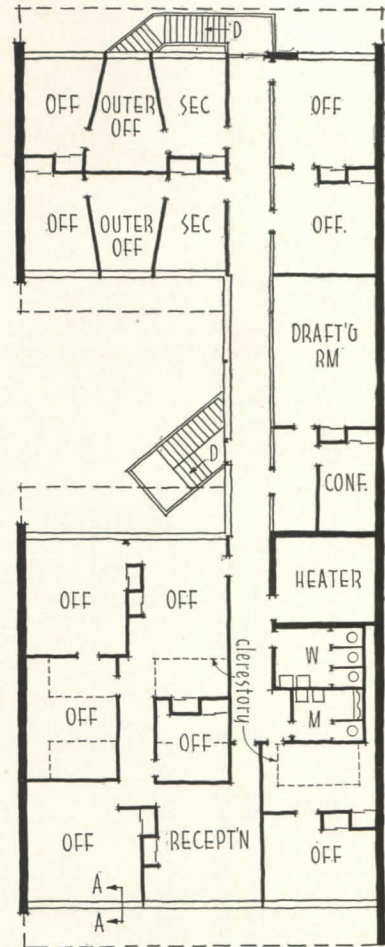 D
OFF
OUTER
OFF
SEC
OFF
OFF
OUTER
OFF
SEC
OFF.
DRAFT'G
RM
D
CONF.
HEATER
OFF
OFF
clerestory
W
OFF
OFF
M
OFF
RECEPT'N
OFF
A
A